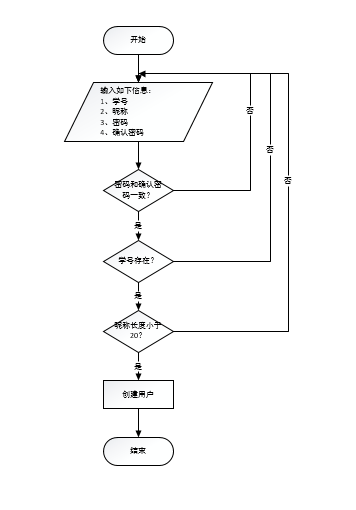 开始
输入如下信息：
1、学号
2、昵称
3、密码
4、确认密码
否
密码和确认密
码一致？
否
否
是
学号存在？
是
昵称长度小于
20？
是
创建用户
结束